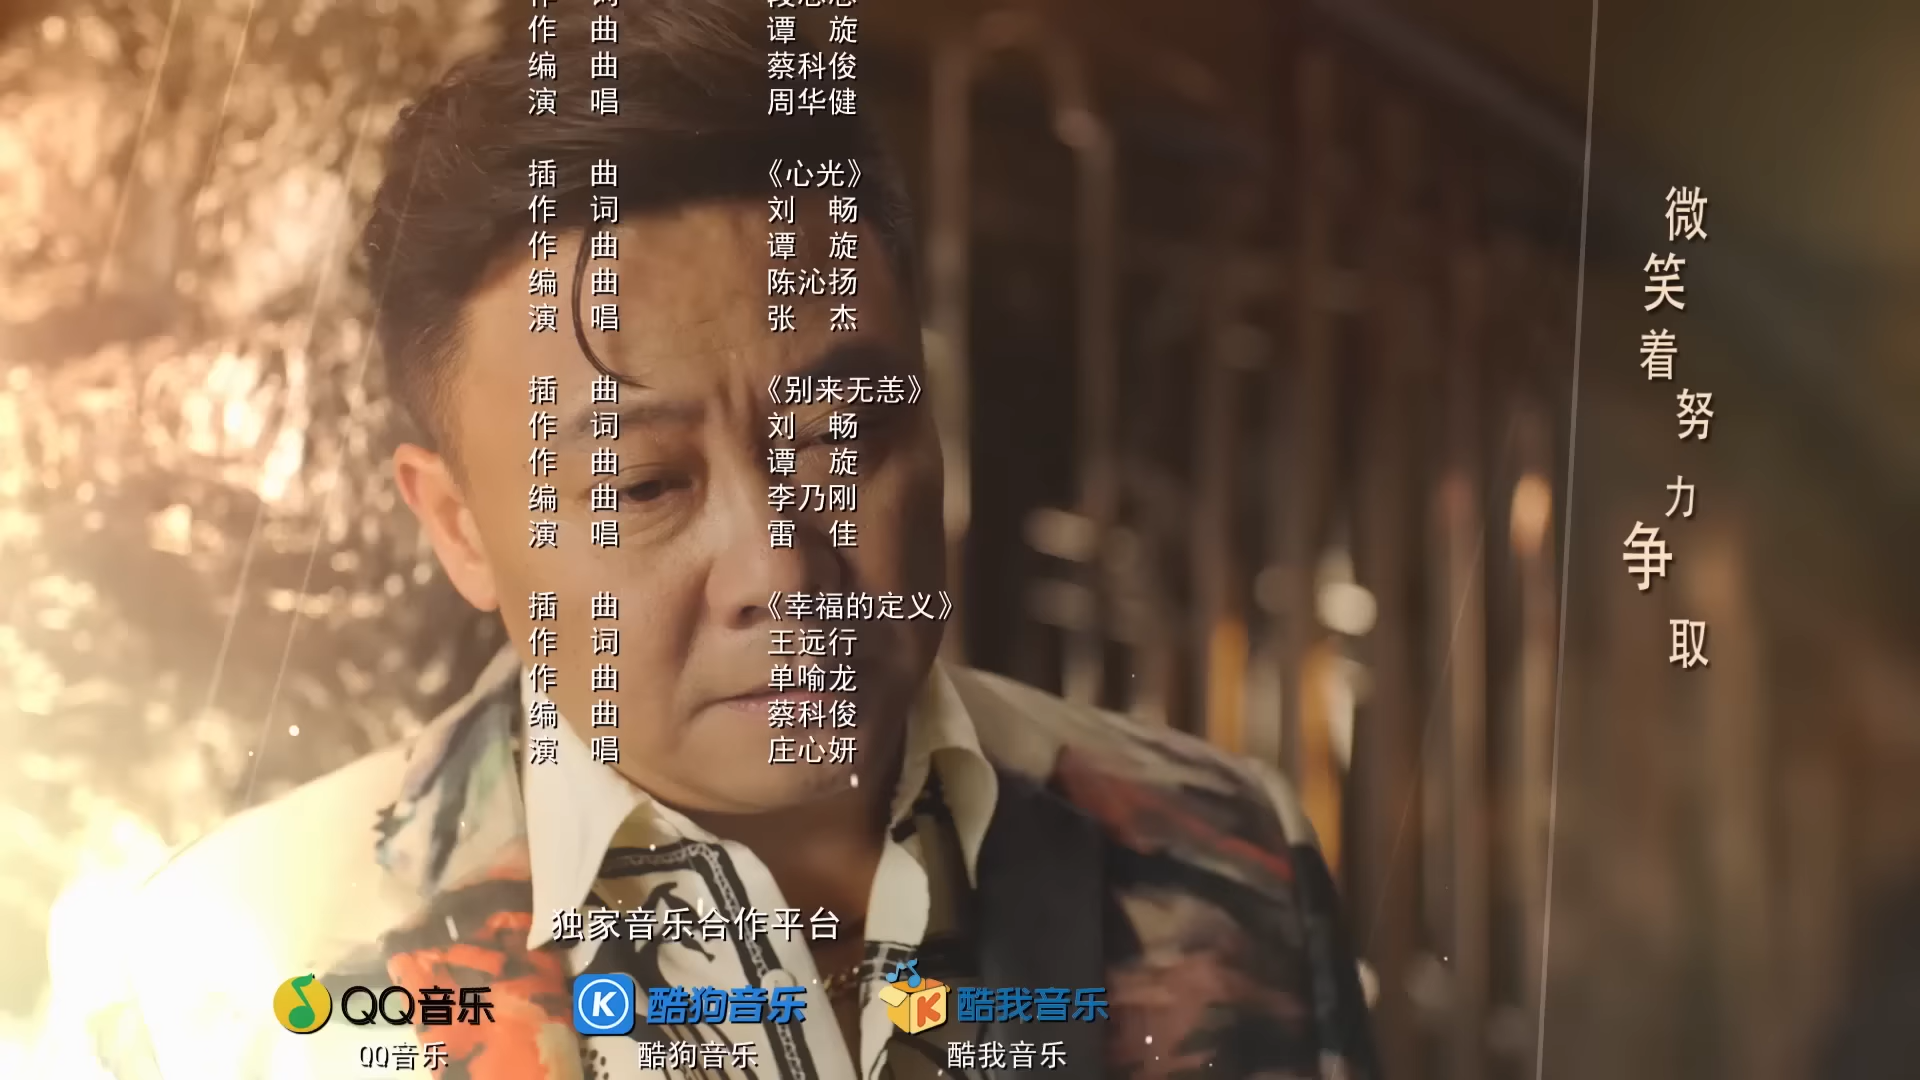 作 曲 谭 旋
编 曲 蔡科俊
演 唱 周华健
插 曲 《心光》
作 词 刘 畅
作 曲 谭 旋
编 曲 陈沁扬
演 唱 张 杰
插 曲 《别来无恙》
作 词 刘 畅
作 曲 谭 旋
编 曲 李乃刚
演 唱 雷 佳
插 曲 《幸福的定义》
作 词 王远行
作 曲 单喻龙
编 曲 蔡科俊
演 唱 庄心妍
微笑着努力争取
独家音乐合作平台
QQ音乐 酷狗音乐 酷我音乐
QQ音乐 酷狗音乐 酷我音乐